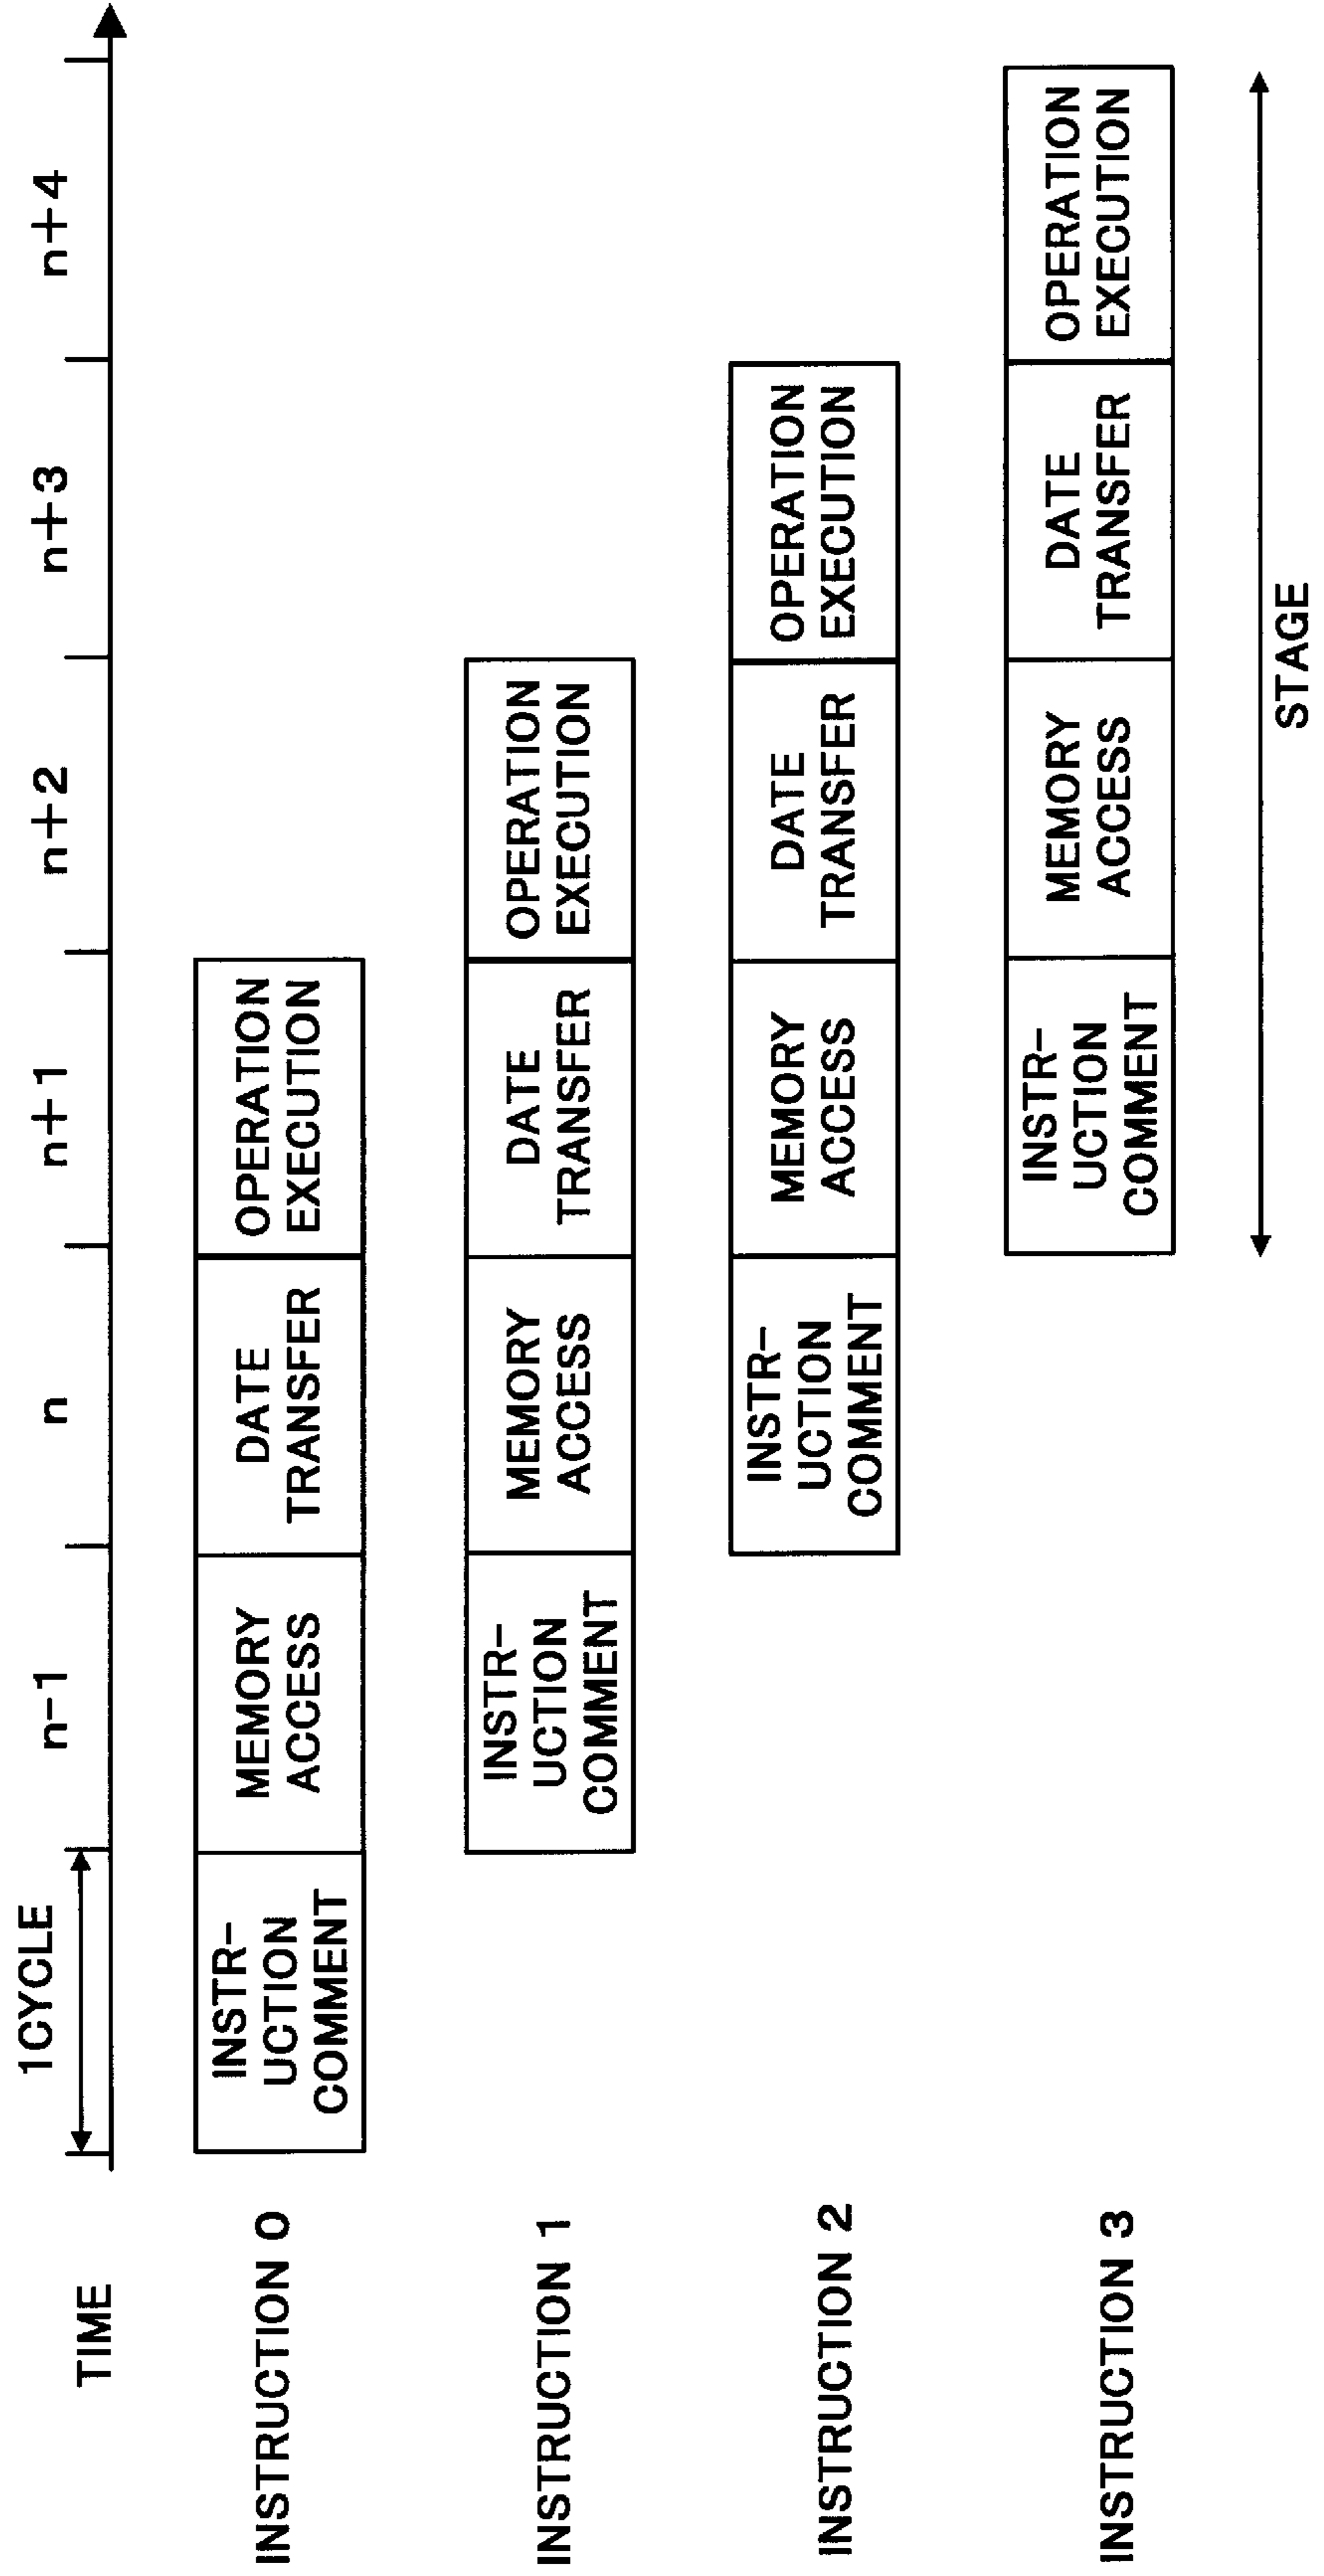 1CYCLE
n-1
n
n+1
n+2
n+3
n+4
TIME
INSTRUCTION 0
INSTR-
UCTION
COMMENT
MEMORY
ACCESS
DATE
TRANSFER
OPERATION
EXECUTION
INSTRUCTION 1
INSTR-
UCTION
COMMENT
MEMORY
ACCESS
DATE
TRANSFER
OPERATION
EXECUTION
INSTRUCTION 2
INSTR-
UCTION
COMMENT
MEMORY
ACCESS
DATE
TRANSFER
OPERATION
EXECUTION
INSTRUCTION 3
INSTR-
UCTION
COMMENT
MEMORY
ACCESS
DATE
TRANSFER
OPERATION
EXECUTION
STAGE